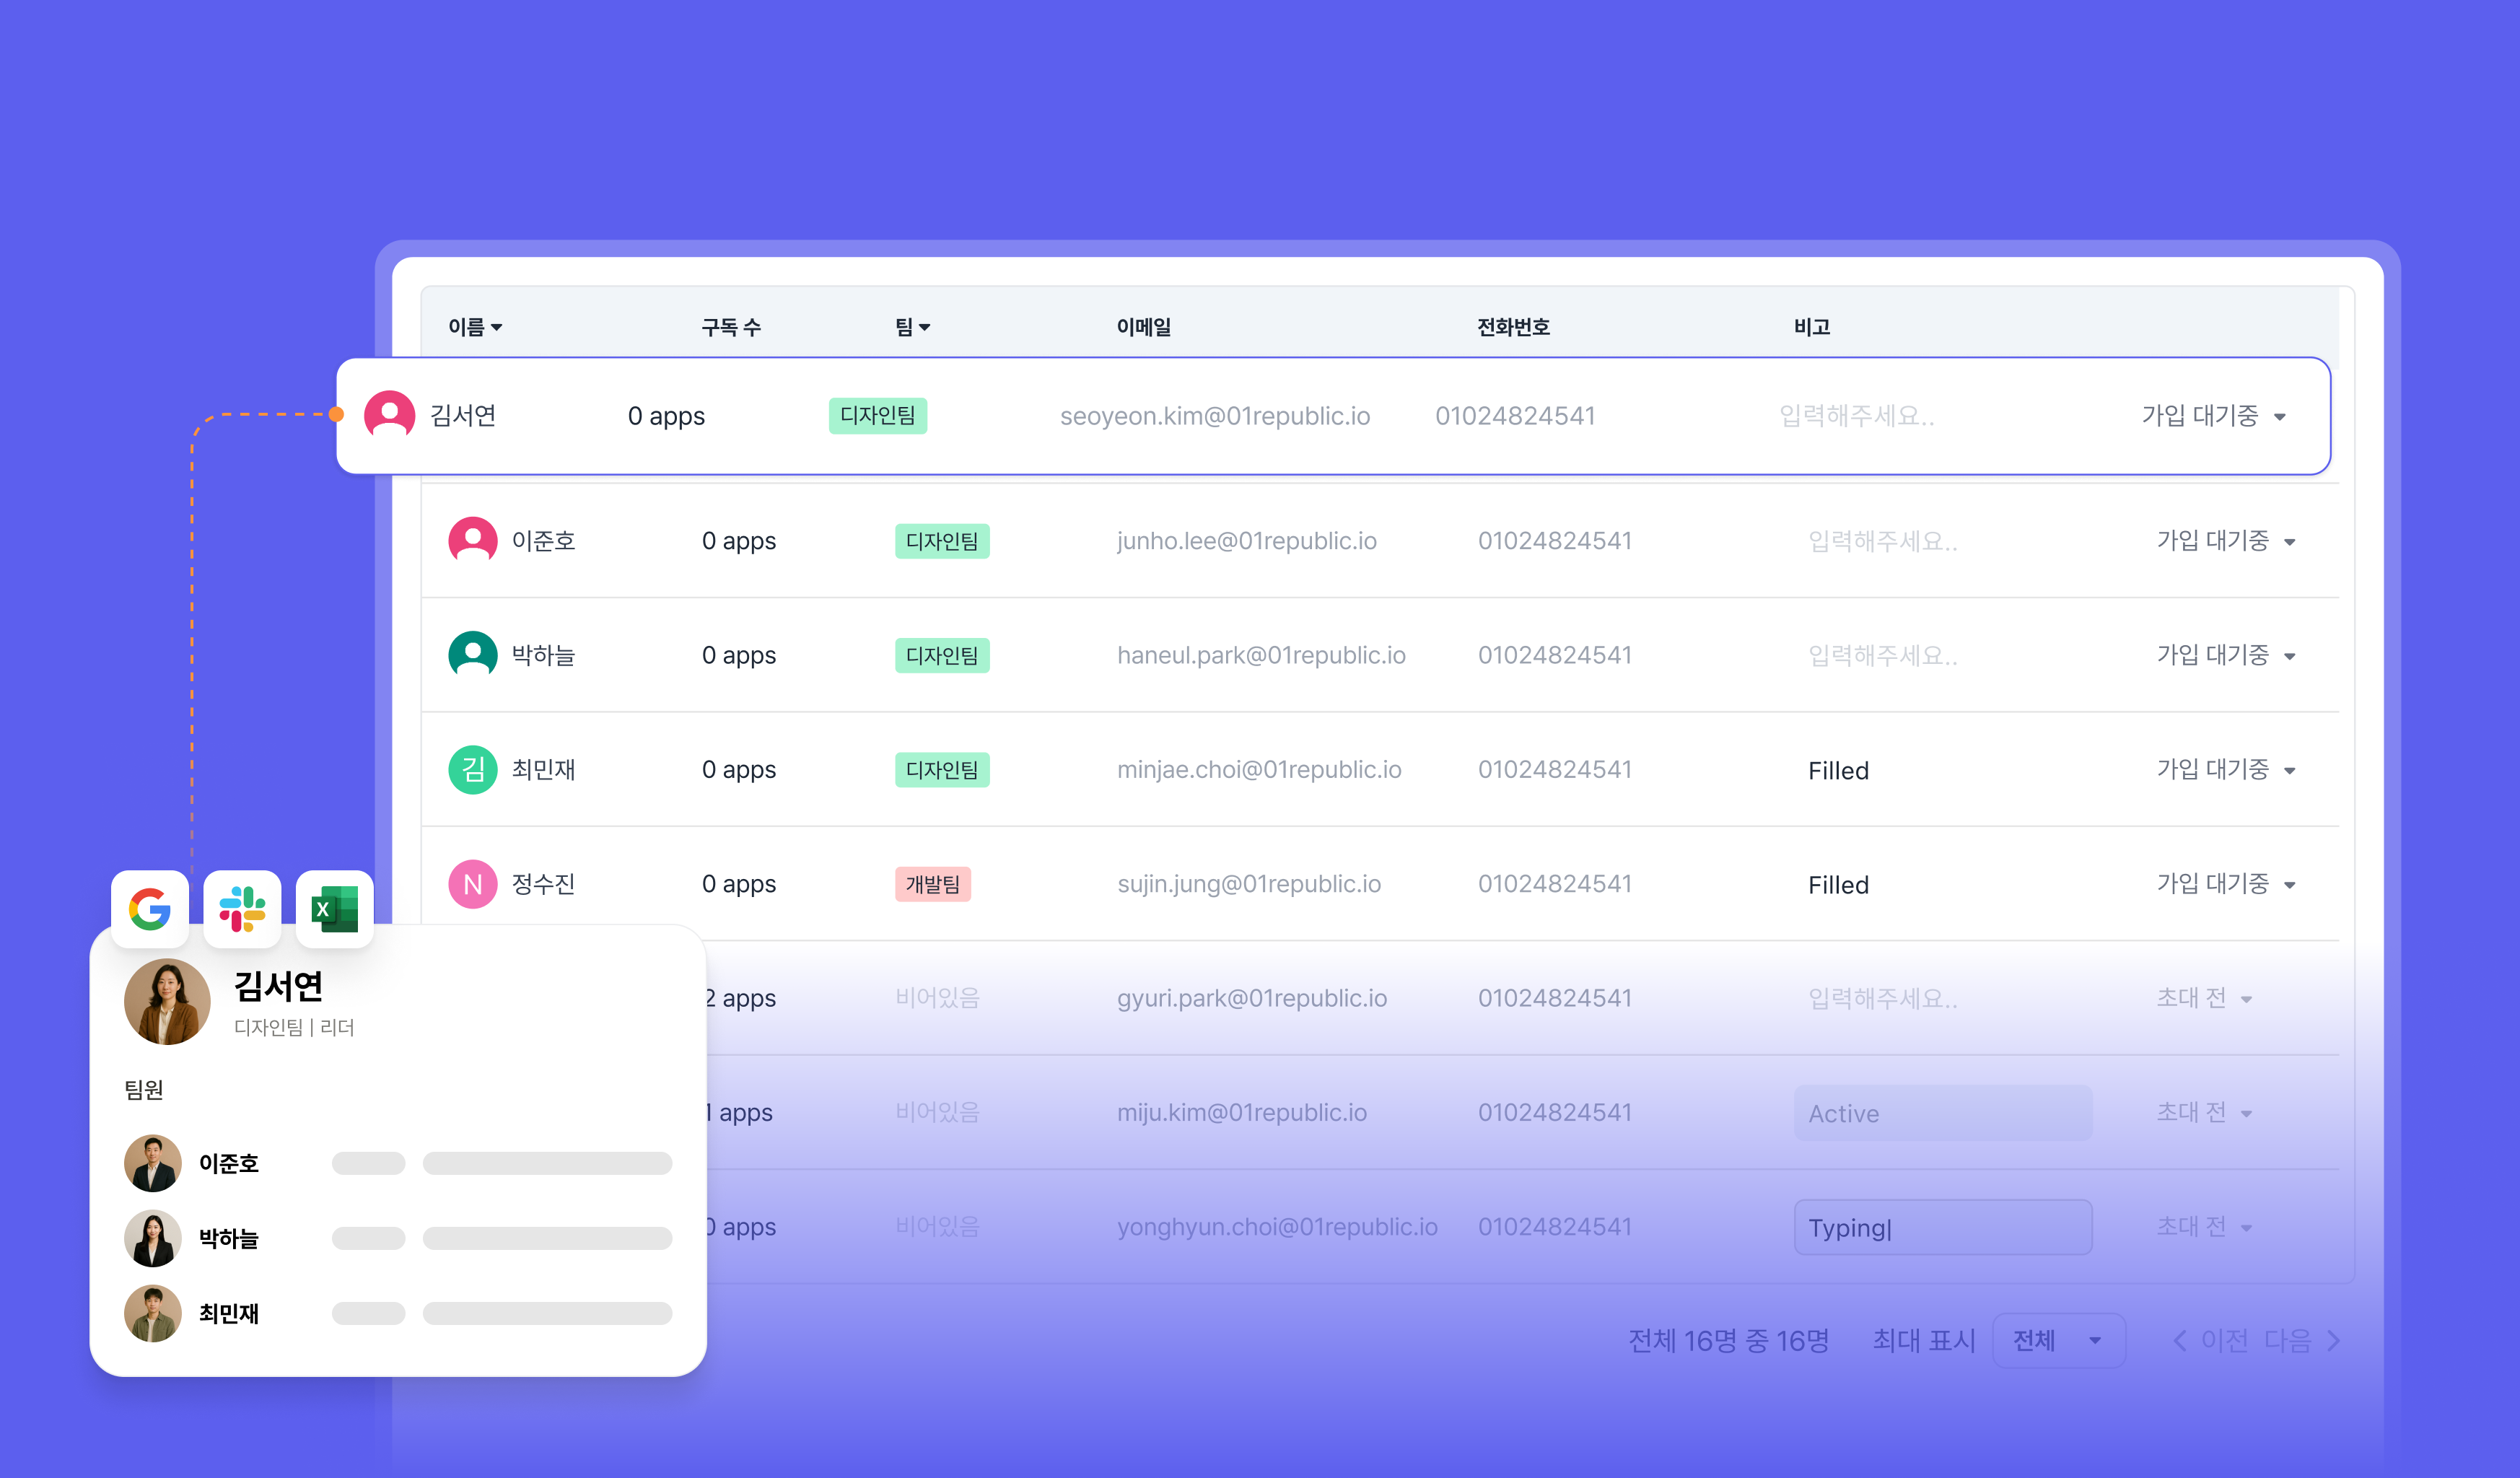 이름 구독 수 팀 이메일 전화번호 비고
김서연 0 apps 디자인팀 seoyeon.kim@01republic.io 01024824541 입력해주세요.. 가입 대기중
이준호 0 apps 디자인팀 junho.lee@01republic.io 01024824541 입력해주세요.. 가입 대기중
박하늘 0 apps 디자인팀 haneul.park@01republic.io 01024824541 입력해주세요.. 가입 대기중
김 최민재 0 apps 디자인팀 minjae.choi@01republic.io 01024824541 Filled 가입 대기중
N 정수진 0 apps 개발팀 sujin.jung@01republic.io 01024824541 Filled 가입 대기중
2 apps 비어있음 gyuri.park@01republic.io 01024824541 입력해주세요.. 초대 전
1 apps 비어있음 miju.kim@01republic.io 01024824541 Active 초대 전
0 apps 비어있음 yonghyun.choi@01republic.io 01024824541 Typing| 초대 전
전체 16명 중 16명 최대 표시 전체 이전 다음
G X
김서연
디자인팀 | 리더
팀원
이준호
박하늘
최민재